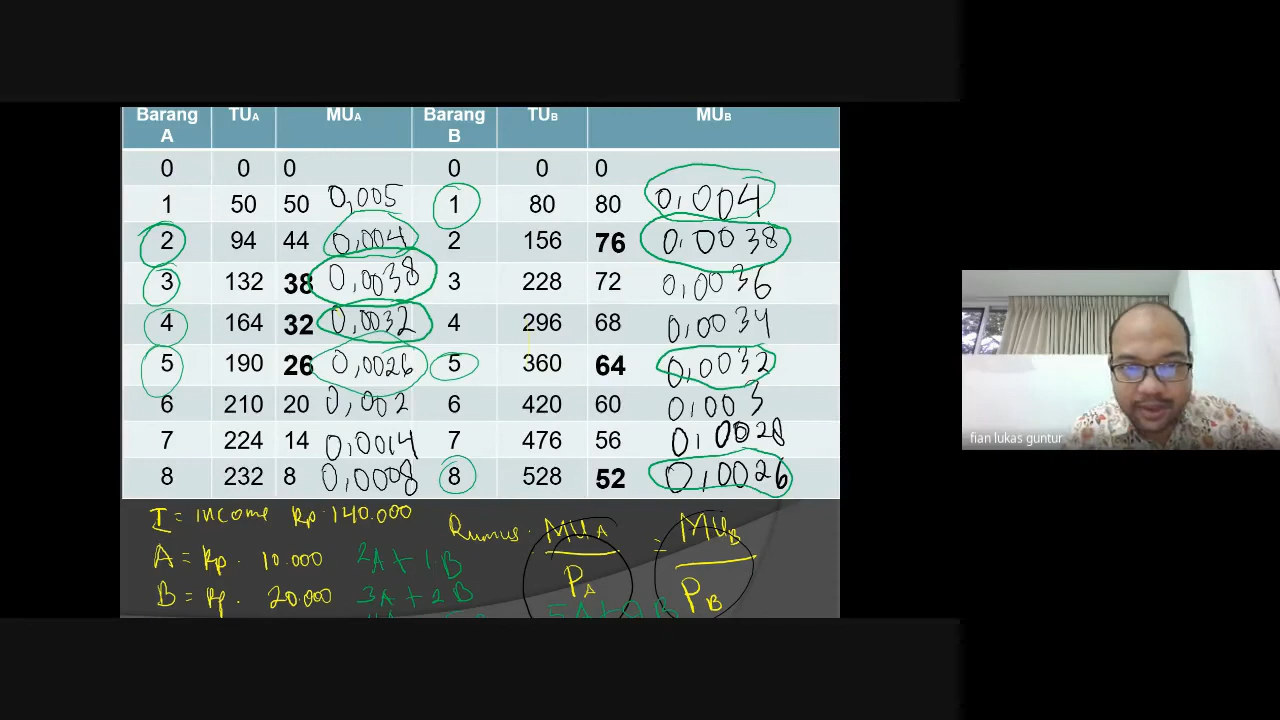 Barang A TUA MUA Barang B TUB MUB
0 0 0 0 0 0
1 50 50 0,005 1 80 80 0,004
2 94 44 0,004 2 156 76 0,0038
3 132 38 0,0038 3 228 72 0,0036
4 164 32 0,0032 4 296 68 0,0034
5 190 26 0,0026 5 360 64 0,0032
6 210 20 0,002 6 420 60 0,003
7 224 14 0,0014 7 476 56 0,0028
8 232 8 0,0008 8 528 52 0,0026
I = income Rp. 140.000
Rumus. MUA / PA = MUB / PB
A = Rp. 10.000 2A + 1B
B = Rp. 20.000 3A + 2B
fian lukas guntur